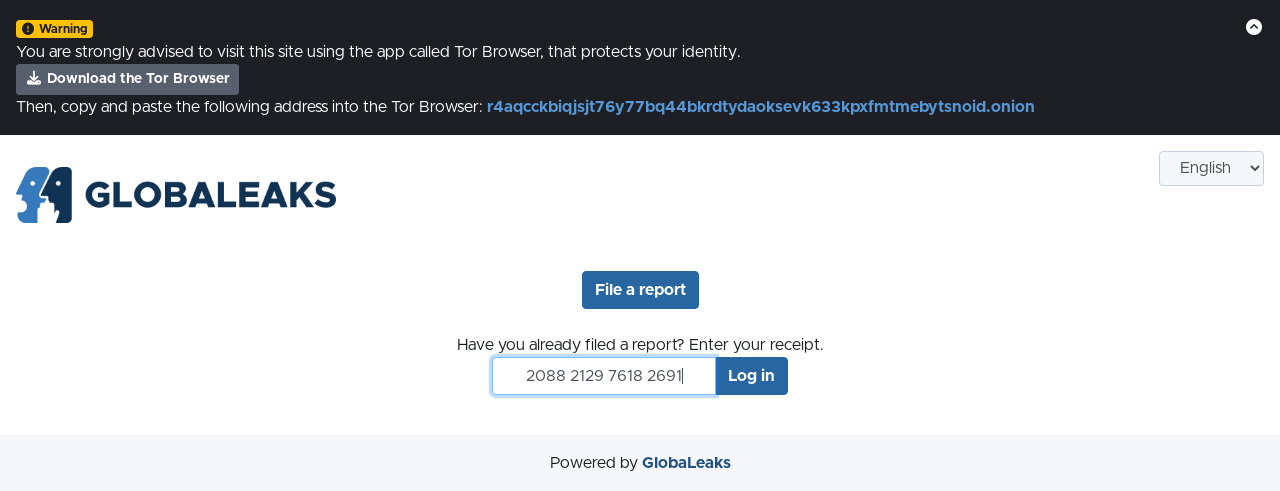 Warning
You are strongly advised to visit this site using the app called Tor Browser, that protects your identity.
Download the Tor Browser
Then, copy and paste the following address into the Tor Browser: r4aqcckbiqjsjt76y77bq44bkrdtydaoksevk633kpxfmtmebytsnoid.onion
English
GLOBALEAKS
File a report
Have you already filed a report? Enter your receipt.
2088 2129 7618 2691 Log in
Powered by GlobaLeaks